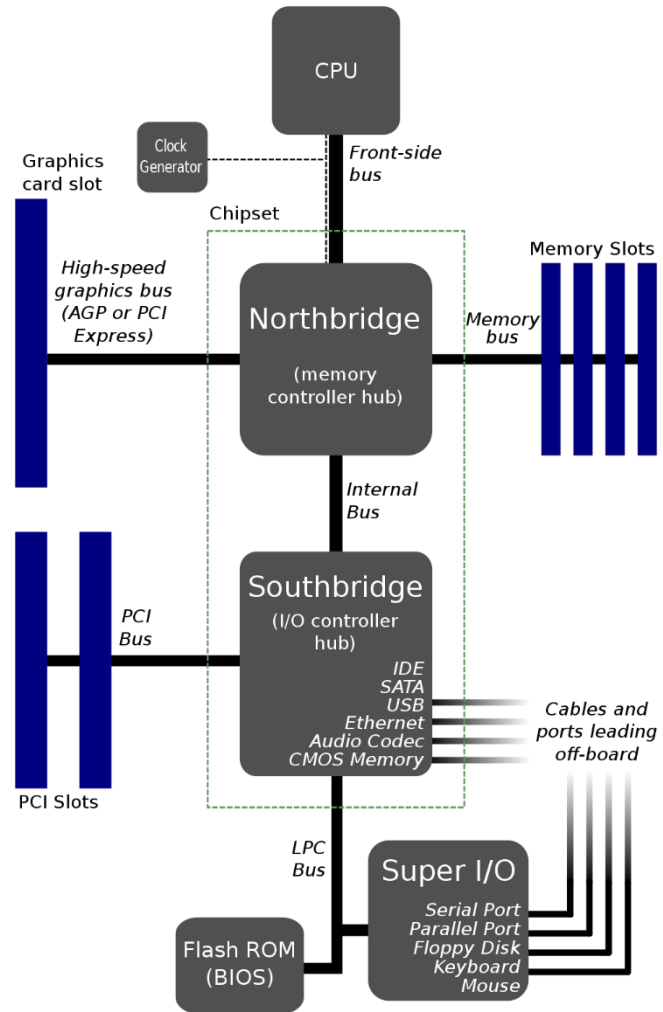 CPU
Clock
Generator
Front-side
bus
Graphics
card slot
Chipset
High-speed
graphics bus
(AGP or PCI
Express)
Northbridge
(memory
controller hub)
Memory
bus
Memory Slots
Internal
Bus
Southbridge
(I/O controller
hub)
IDE
SATA
USB
Ethernet
Audio Codec
CMOS Memory
PCI
Bus
PCI Slots
Cables and
ports leading
off-board
LPC
Bus
Super I/O
Serial Port
Parallel Port
Floppy Disk
Keyboard
Mouse
Flash ROM
(BIOS)